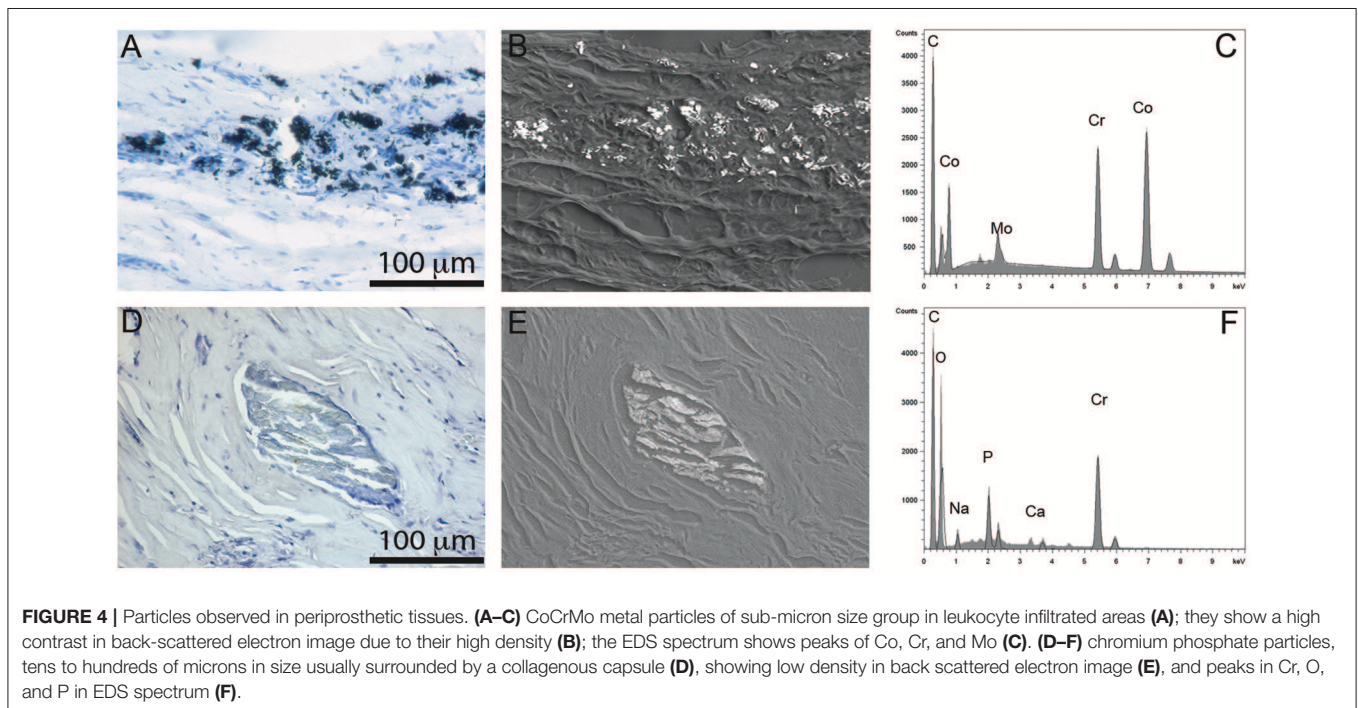 A
100 μm
B
C
Counts
C
4000
3500
3000
2500
2000
1500
1000
500
Co
Mo
Cr
Co
0 1 2 3 4 5 6 7 8 9 keV
D
100 μm
E
F
Counts
C
4000
3000
2000
1000
O
Na
P
Ca
Cr
0 1 2 3 4 5 6 7 8 9 keV
FIGURE 4 | Particles observed in periprosthetic tissues. (A–C) CoCrMo metal particles of sub-micron size group in leukocyte infiltrated areas (A); they show a high
contrast in back-scattered electron image due to their high density (B); the EDS spectrum shows peaks of Co, Cr, and Mo (C). (D–F) chromium phosphate particles,
tens to hundreds of microns in size usually surrounded by a collagenous capsule (D), showing low density in back scattered electron image (E), and peaks in Cr, O,
and P in EDS spectrum (F).